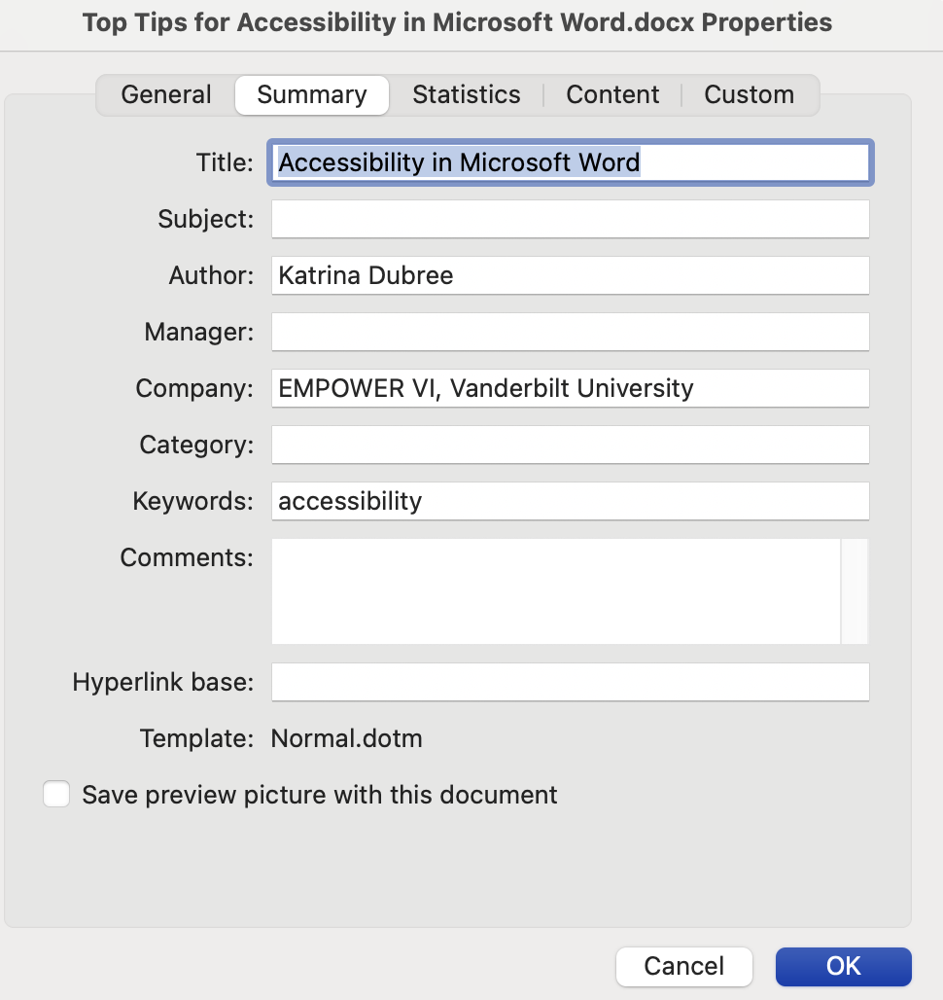 Top Tips for Accessibility in Microsoft Word.docx Properties
General Summary Statistics Content Custom
Title: Accessibility in Microsoft Word
Subject:
Author: Katrina Dubree
Manager:
Company: EMPOWER VI, Vanderbilt University
Category:
Keywords: accessibility
Comments:
Hyperlink base:
Template: Normal.dotm
Save preview picture with this document
Cancel OK